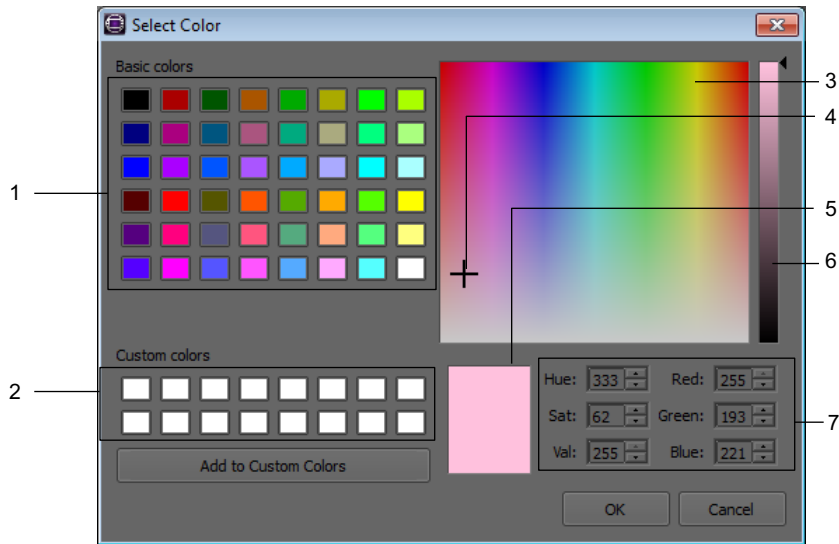 Select Color
Basic colors
1
3
4
5
6
Custom colors
2
Hue: 333 Red: 255
Sat: 62 Green: 193
7
Val: 255 Blue: 221
Add to Custom Colors
OK Cancel